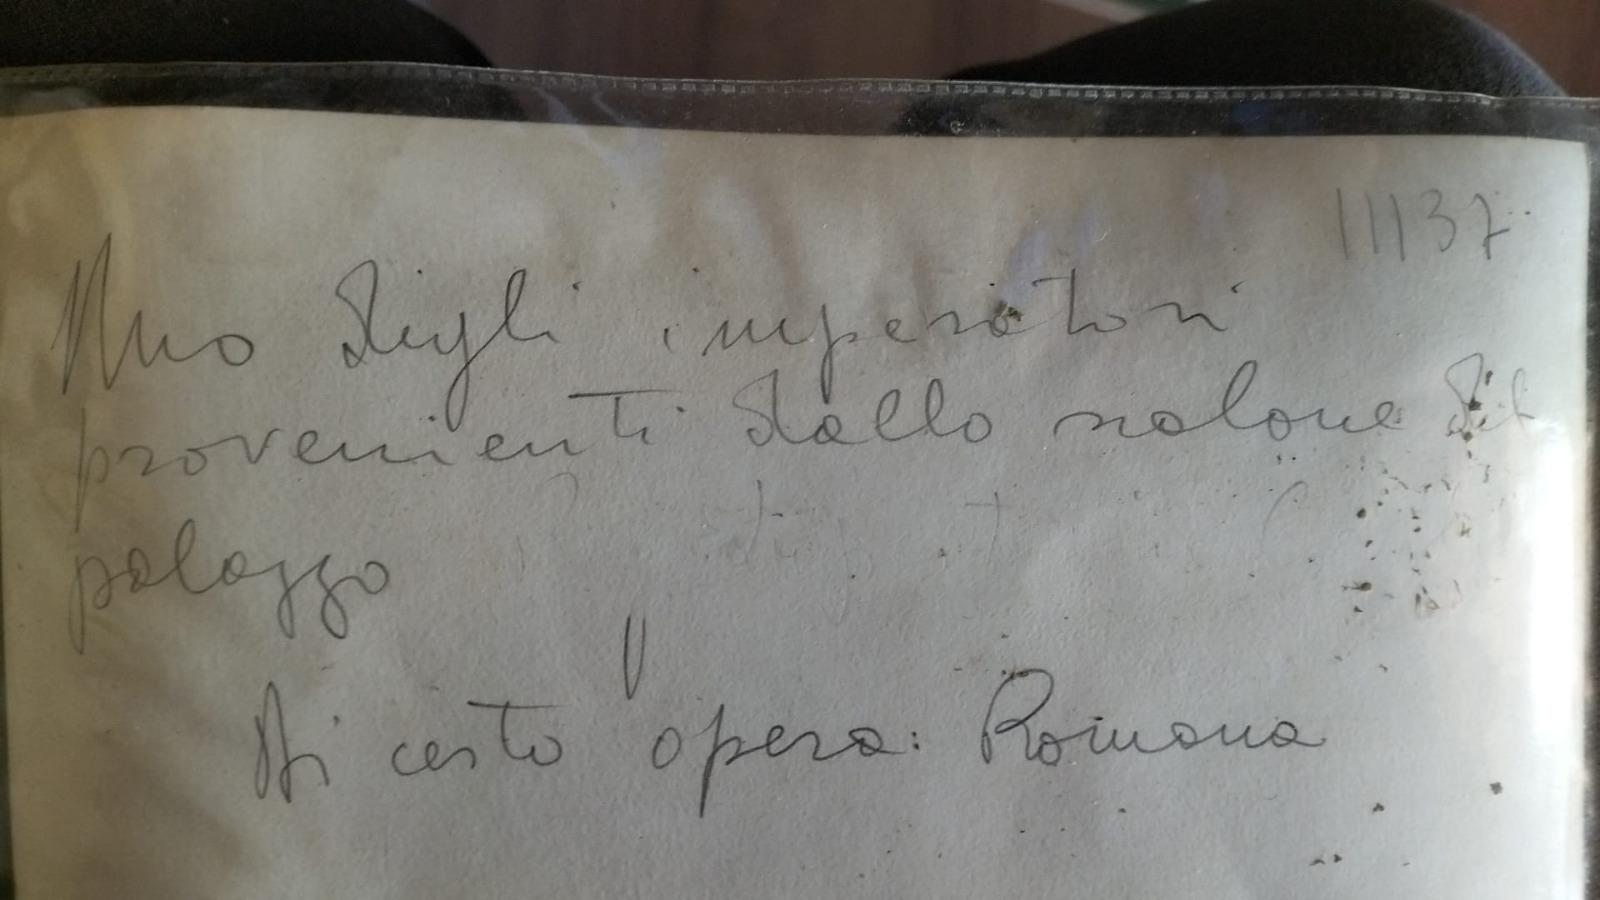 11137
Uno degli imperatori
provenienti dallo salone del
palazzo
Di certo opera: Romana